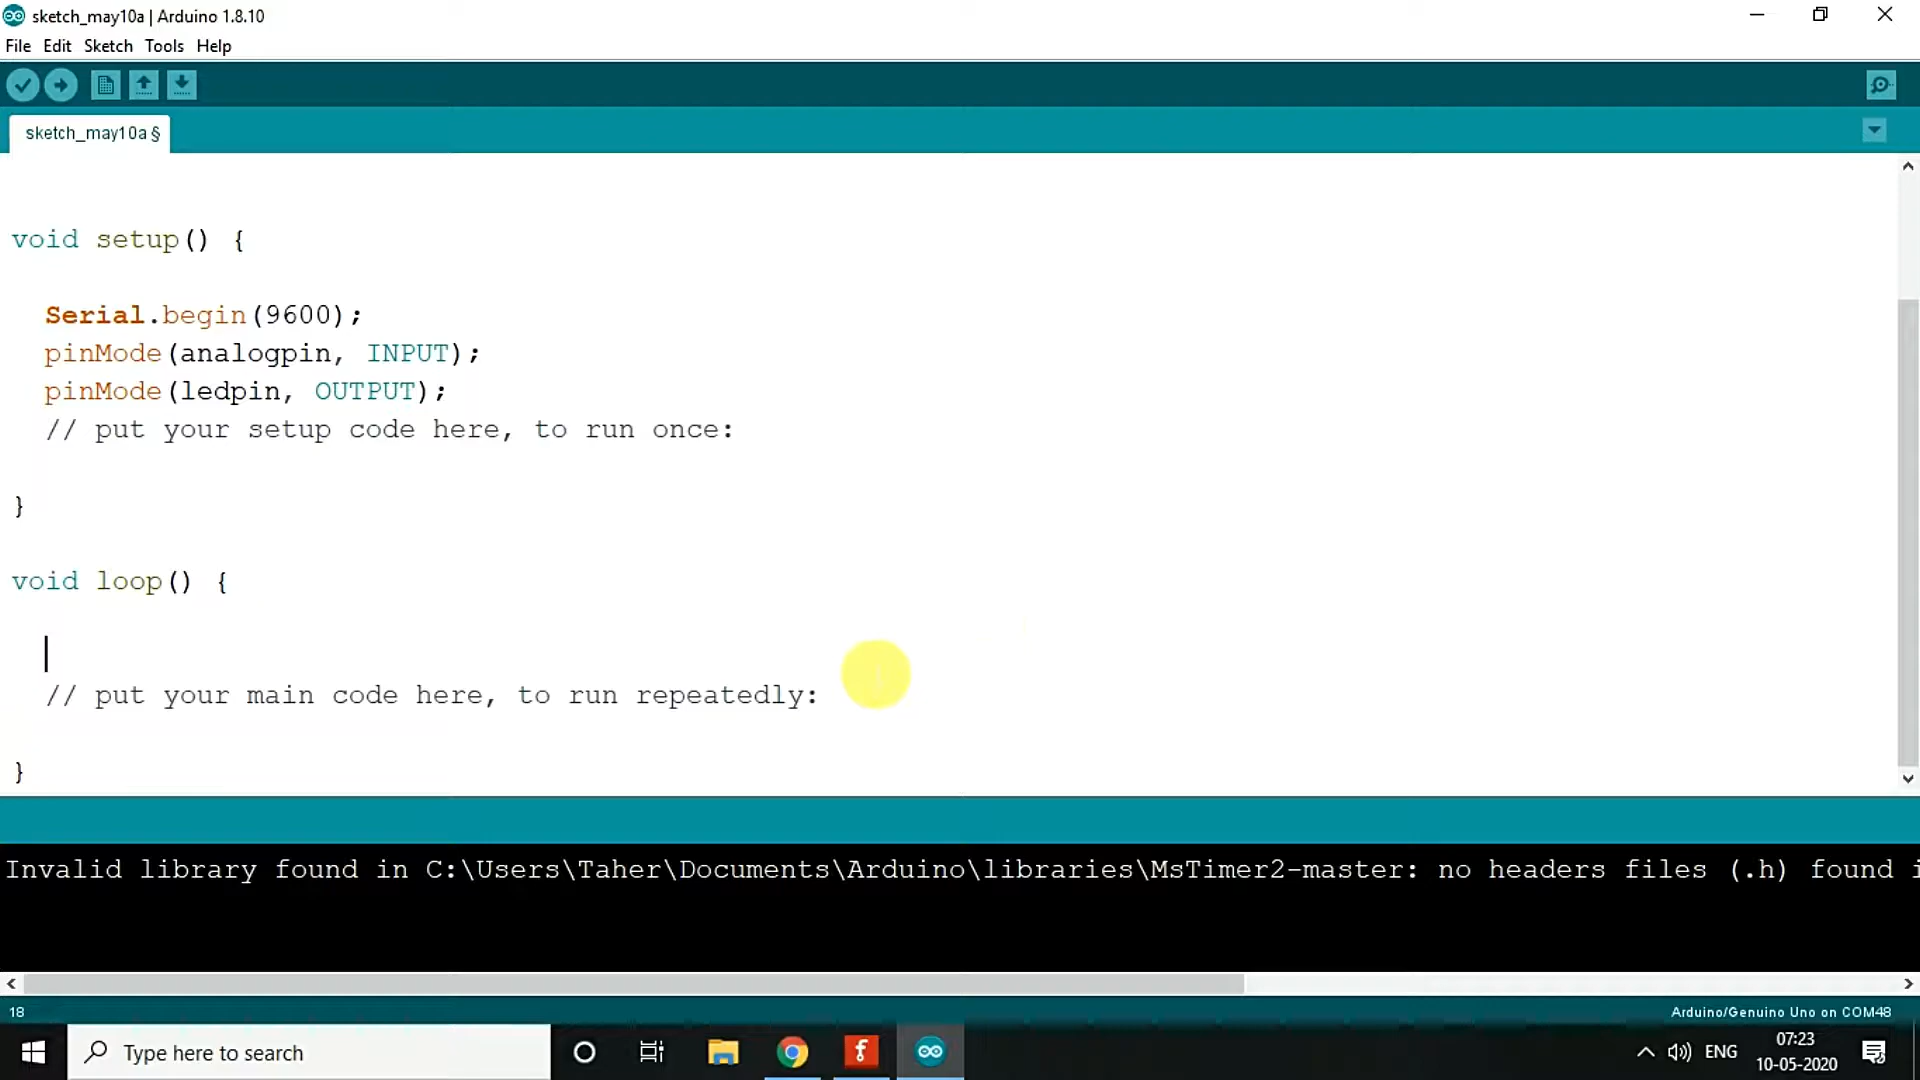 sketch_may10a | Arduino 1.8.10
File Edit Sketch Tools Help
sketch_may10a §
void setup() {
Serial.begin(9600);
pinMode(analogpin, INPUT);
pinMode(ledpin, OUTPUT);
// put your setup code here, to run once:
}
void loop() {
// put your main code here, to run repeatedly:
}
Invalid library found in C:\Users\Taher\Documents\Arduino\libraries\MsTimer2-master: no headers files (.h) found i
18
Arduino/Genuino Uno on COM48
Type here to search
ENG
07:23
10-05-2020